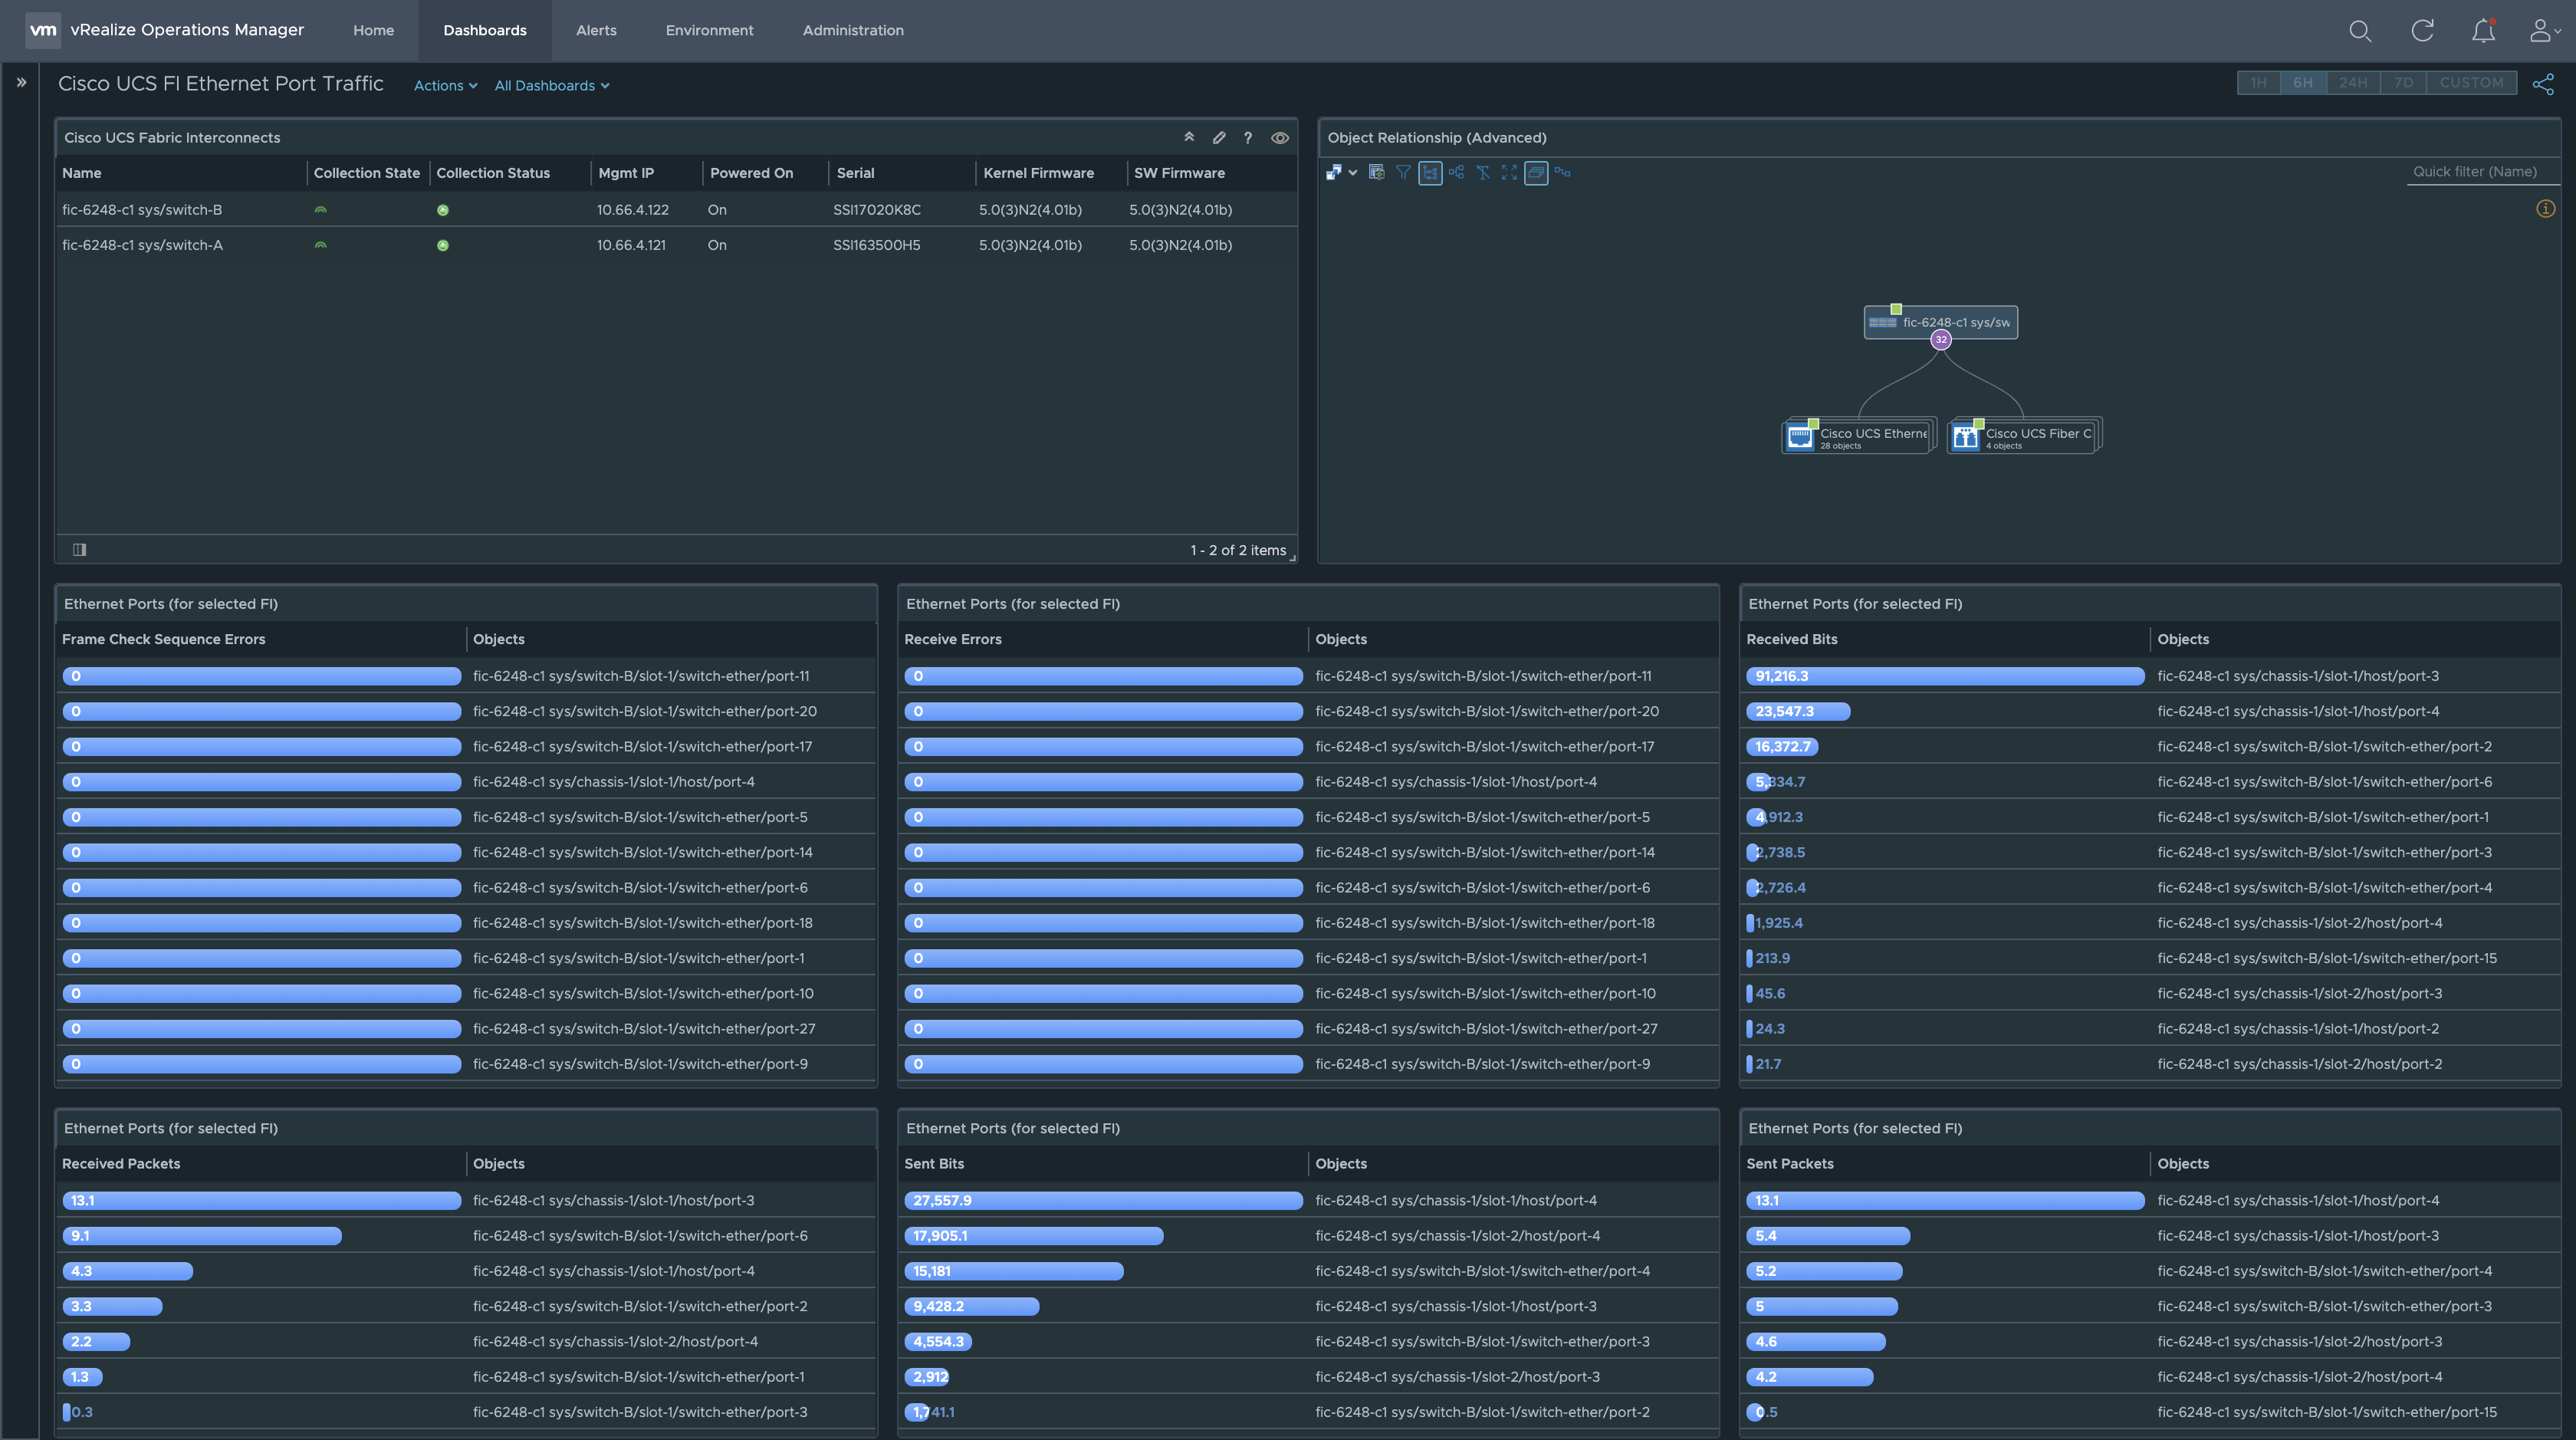 vm vRealize Operations Manager Home Dashboards Alerts Environment Administration
Cisco UCS FI Ethernet Port Traffic Actions All Dashboards 1H 6H 24H 7D CUSTOM
Cisco UCS Fabric Interconnects
Name Collection State Collection Status Mgmt IP Powered On Serial Kernel Firmware SW Firmware
fic-6248-c1 sys/switch-B 10.66.4.122 On SSI17020K8C 5.0(3)N2(4.01b) 5.0(3)N2(4.01b)
fic-6248-c1 sys/switch-A 10.66.4.121 On SSI163500H5 5.0(3)N2(4.01b) 5.0(3)N2(4.01b)
1 - 2 of 2 items
Object Relationship (Advanced)
Quick filter (Name)
fic-6248-c1 sys/sw
32
Cisco UCS Etherne
28 objects
Cisco UCS Fiber C
4 objects
Ethernet Ports (for selected FI)
Frame Check Sequence Errors Objects
0 fic-6248-c1 sys/switch-B/slot-1/switch-ether/port-11
0 fic-6248-c1 sys/switch-B/slot-1/switch-ether/port-20
0 fic-6248-c1 sys/switch-B/slot-1/switch-ether/port-17
0 fic-6248-c1 sys/chassis-1/slot-1/host/port-4
0 fic-6248-c1 sys/switch-B/slot-1/switch-ether/port-5
0 fic-6248-c1 sys/switch-B/slot-1/switch-ether/port-14
0 fic-6248-c1 sys/switch-B/slot-1/switch-ether/port-6
0 fic-6248-c1 sys/switch-B/slot-1/switch-ether/port-18
0 fic-6248-c1 sys/switch-B/slot-1/switch-ether/port-1
0 fic-6248-c1 sys/switch-B/slot-1/switch-ether/port-10
0 fic-6248-c1 sys/switch-B/slot-1/switch-ether/port-27
0 fic-6248-c1 sys/switch-B/slot-1/switch-ether/port-9
Ethernet Ports (for selected FI)
Receive Errors Objects
0 fic-6248-c1 sys/switch-B/slot-1/switch-ether/port-11
0 fic-6248-c1 sys/switch-B/slot-1/switch-ether/port-20
0 fic-6248-c1 sys/switch-B/slot-1/switch-ether/port-17
0 fic-6248-c1 sys/chassis-1/slot-1/host/port-4
0 fic-6248-c1 sys/switch-B/slot-1/switch-ether/port-5
0 fic-6248-c1 sys/switch-B/slot-1/switch-ether/port-14
0 fic-6248-c1 sys/switch-B/slot-1/switch-ether/port-6
0 fic-6248-c1 sys/switch-B/slot-1/switch-ether/port-18
0 fic-6248-c1 sys/switch-B/slot-1/switch-ether/port-1
0 fic-6248-c1 sys/switch-B/slot-1/switch-ether/port-10
0 fic-6248-c1 sys/switch-B/slot-1/switch-ether/port-27
0 fic-6248-c1 sys/switch-B/slot-1/switch-ether/port-9
Ethernet Ports (for selected FI)
Received Bits Objects
91,216.3 fic-6248-c1 sys/chassis-1/slot-1/host/port-3
23,547.3 fic-6248-c1 sys/chassis-1/slot-1/host/port-4
16,372.7 fic-6248-c1 sys/switch-B/slot-1/switch-ether/port-2
5,334.7 fic-6248-c1 sys/switch-B/slot-1/switch-ether/port-6
4,912.3 fic-6248-c1 sys/switch-B/slot-1/switch-ether/port-1
2,738.5 fic-6248-c1 sys/switch-B/slot-1/switch-ether/port-3
2,726.4 fic-6248-c1 sys/switch-B/slot-1/switch-ether/port-4
1,925.4 fic-6248-c1 sys/chassis-1/slot-2/host/port-4
213.9 fic-6248-c1 sys/switch-B/slot-1/switch-ether/port-15
45.6 fic-6248-c1 sys/chassis-1/slot-2/host/port-3
24.3 fic-6248-c1 sys/chassis-1/slot-1/host/port-2
21.7 fic-6248-c1 sys/chassis-1/slot-2/host/port-2
Ethernet Ports (for selected FI)
Received Packets Objects
13.1 fic-6248-c1 sys/chassis-1/slot-1/host/port-3
9.1 fic-6248-c1 sys/switch-B/slot-1/switch-ether/port-6
4.3 fic-6248-c1 sys/chassis-1/slot-1/host/port-4
3.3 fic-6248-c1 sys/switch-B/slot-1/switch-ether/port-2
2.2 fic-6248-c1 sys/chassis-1/slot-2/host/port-4
1.3 fic-6248-c1 sys/switch-B/slot-1/switch-ether/port-1
0.3 fic-6248-c1 sys/switch-B/slot-1/switch-ether/port-3
Ethernet Ports (for selected FI)
Sent Bits Objects
27,557.9 fic-6248-c1 sys/chassis-1/slot-1/host/port-4
17,905.1 fic-6248-c1 sys/chassis-1/slot-2/host/port-4
15,181 fic-6248-c1 sys/switch-B/slot-1/switch-ether/port-4
9,428.2 fic-6248-c1 sys/chassis-1/slot-1/host/port-3
4,554.3 fic-6248-c1 sys/switch-B/slot-1/switch-ether/port-3
2,912 fic-6248-c1 sys/chassis-1/slot-2/host/port-3
1,741.1 fic-6248-c1 sys/switch-B/slot-1/switch-ether/port-2
Ethernet Ports (for selected FI)
Sent Packets Objects
13.1 fic-6248-c1 sys/chassis-1/slot-1/host/port-4
5.4 fic-6248-c1 sys/chassis-1/slot-1/host/port-3
5.2 fic-6248-c1 sys/switch-B/slot-1/switch-ether/port-4
5 fic-6248-c1 sys/switch-B/slot-1/switch-ether/port-3
4.6 fic-6248-c1 sys/chassis-1/slot-2/host/port-3
4.2 fic-6248-c1 sys/chassis-1/slot-2/host/port-4
0.5 fic-6248-c1 sys/switch-B/slot-1/switch-ether/port-15